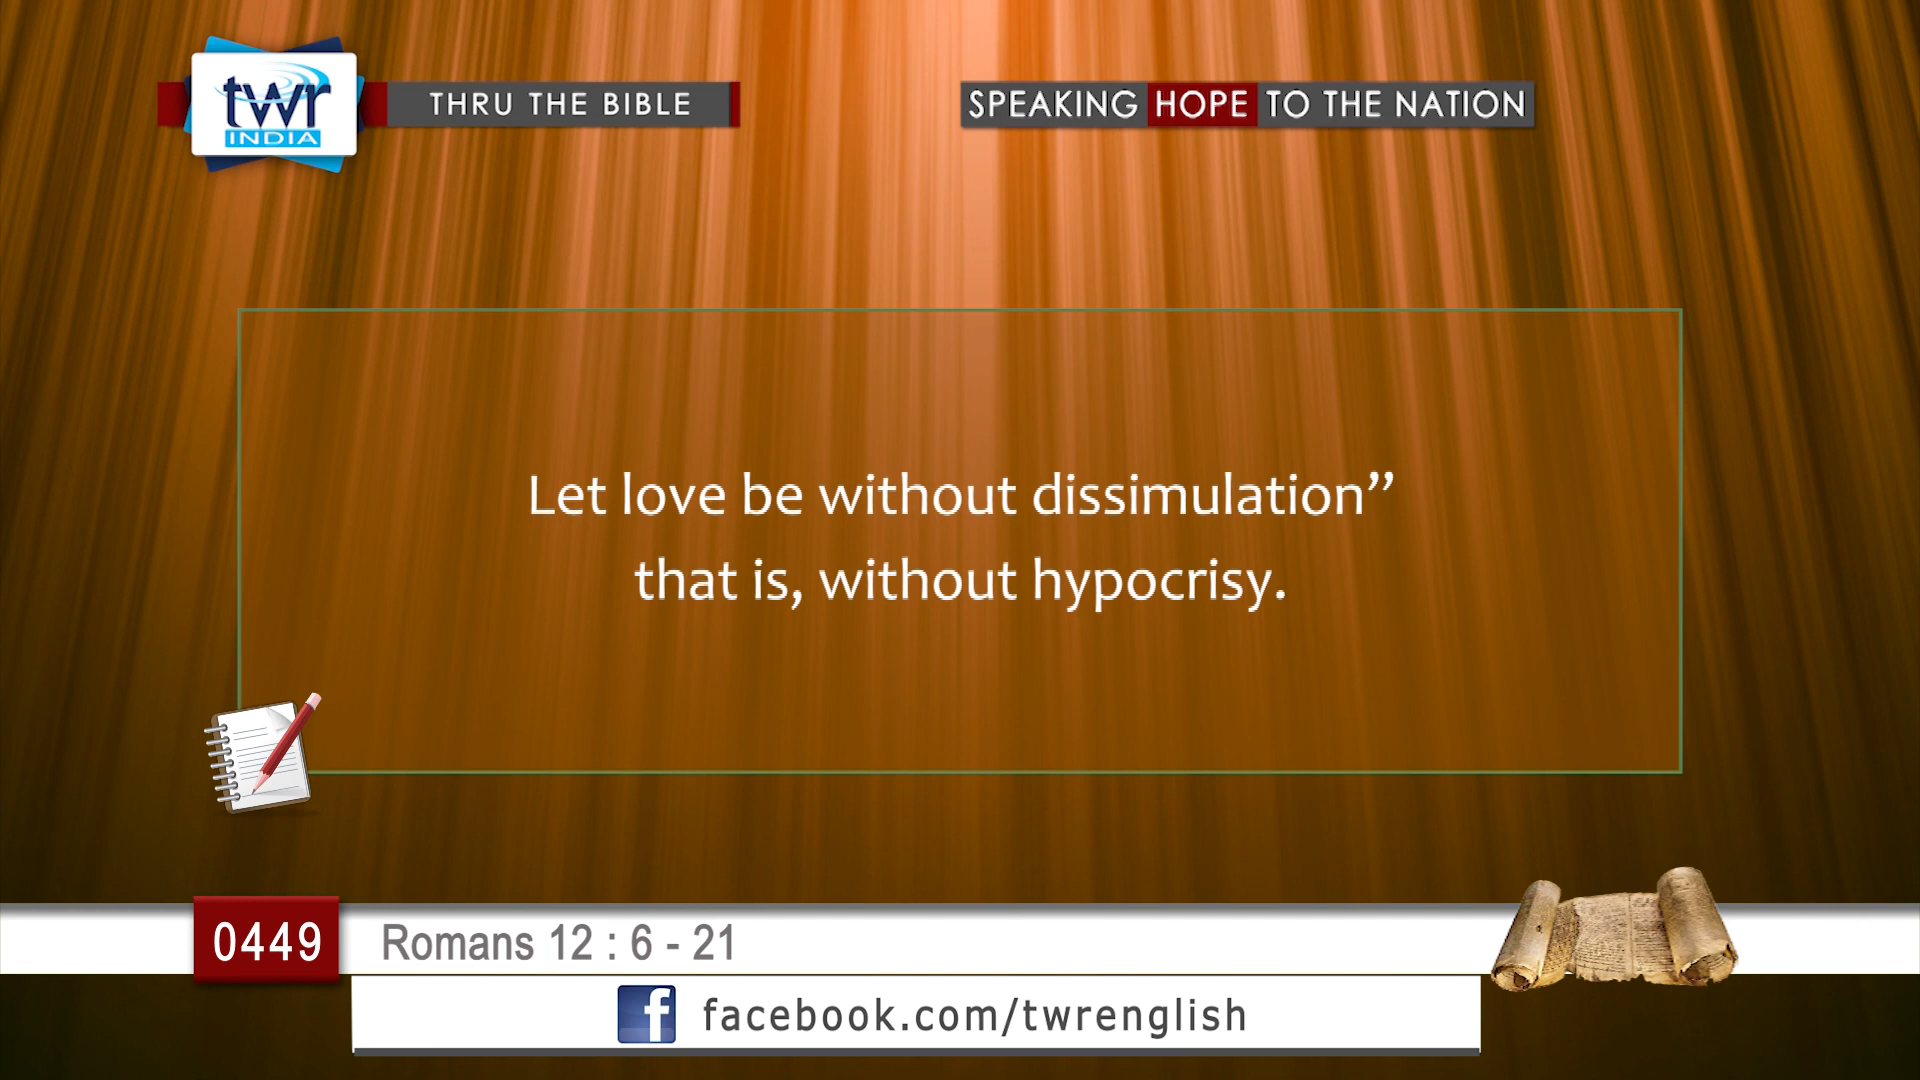 twr
INDIA
THRU THE BIBLE
SPEAKING HOPE TO THE NATION
Let love be without dissimulation”
that is, without hypocrisy.
0449
Romans 12 : 6 - 21
f facebook.com/twrenglish